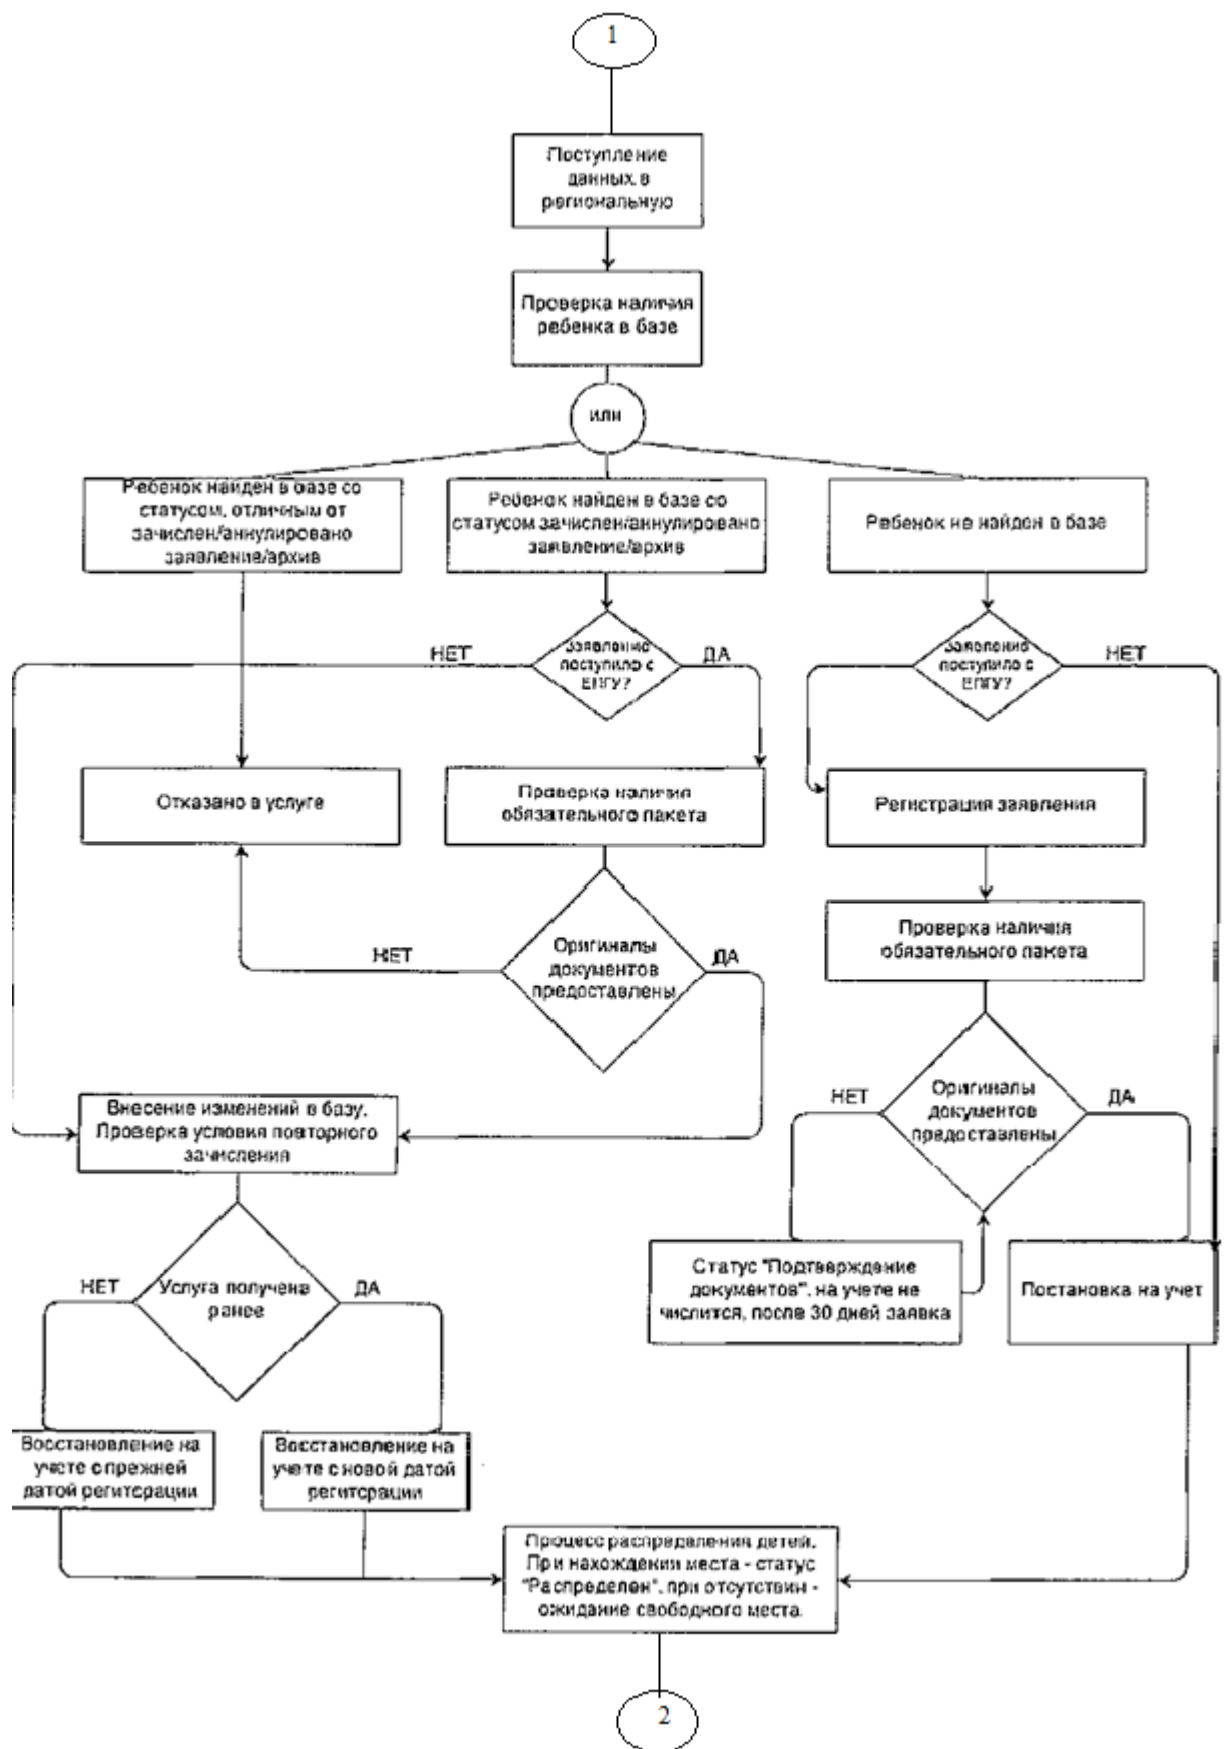 1
Поступление
данных в
региональную
Проверка наличия
ребенка в базе
или
Ребенок найден в базе со
статусом, отличным от
зачислен/аннулировано
заявление/архив
Ребенок найден в базе со
статусом зачислен/аннулировано
заявление/архив
Ребенок не найден в базе
НЕТ
Заявление
поступило с
ЕПГУ?
ДА
Заявление
поступило с
ЕПГУ?
НЕТ
Отказано в услуге
Проверка наличия
обязательного пакета
Регистрация заявления
Проверка наличия
обязательного пакета
НЕТ
Оригиналы
документов
предоставлены
ДА
НЕТ
Оригиналы
документов
предоставлены
ДА
Внесение изменений в базу.
Проверка условия повторного
зачисления
НЕТ
Услуга получена
ранее
ДА
Статус "Подтверждение
документов", на учете не
числится, после 30 дней заявка
Постановка на учет
Восстановление на
учете с прежней
датой регитсрации
Восстановление на
учете с новой датой
регитсрации
Процесс распределения детей.
При нахождении места - статус
"Распределен", при отсутствии -
ожидание свободного места.
2